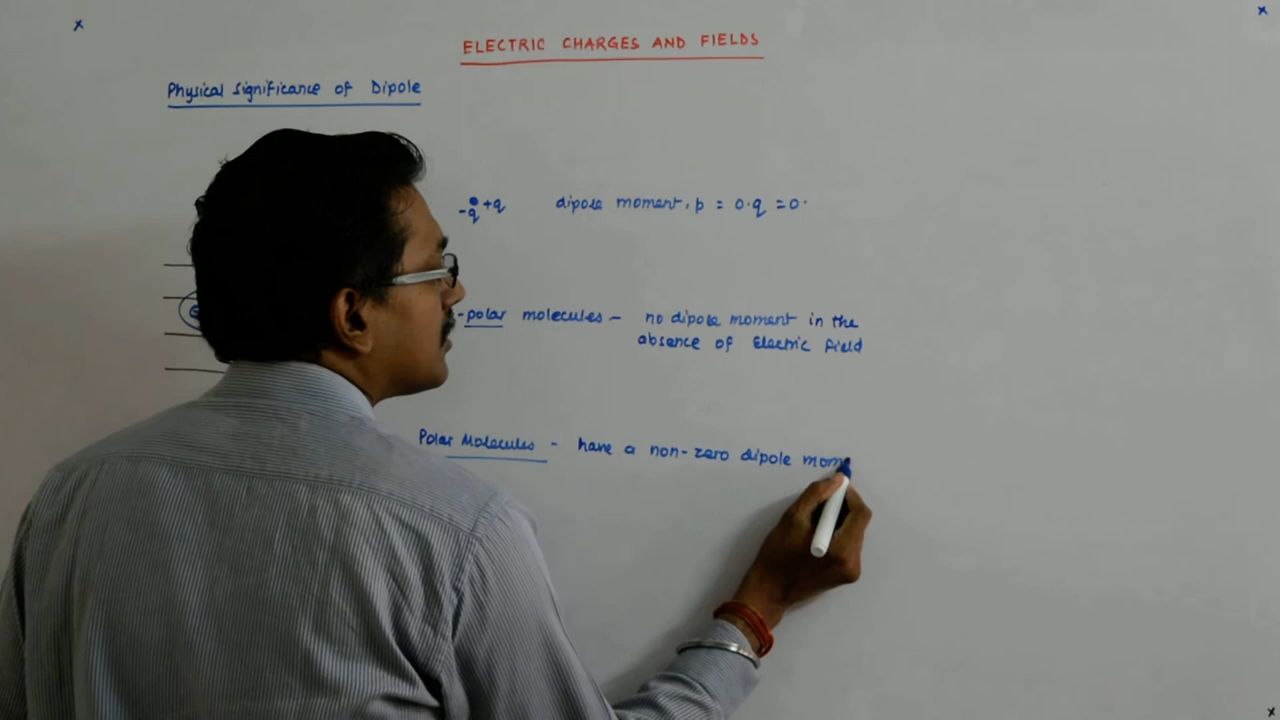 ELECTRIC CHARGES AND FIELDS
Physical Significance of Dipole
-q +q dipole moment, p = 0.q = 0.
-polar molecules - no dipole moment in the
absence of Electric field
Polar Molecules - have a non-zero dipole mom